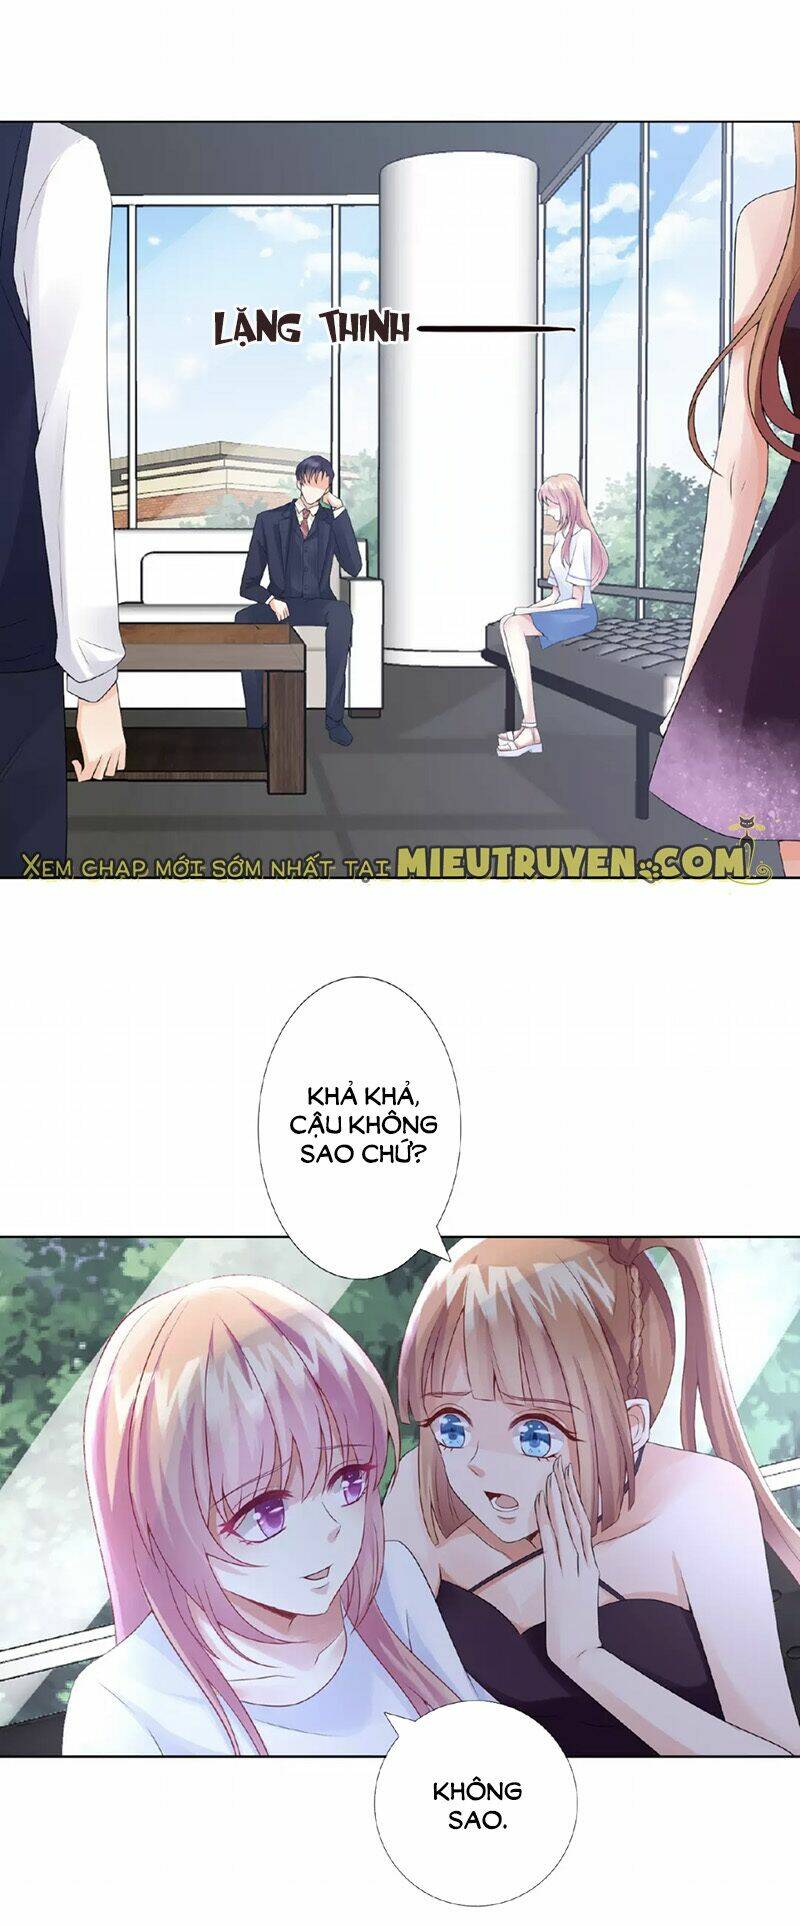 LẶNG THINH
XEM CHAP MỚI SỚM NHẤT TẠI MIEUTRUYEN.COM
KHẢ KHẢ,
CẬU KHÔNG
SAO CHỨ?
KHÔNG
SAO.